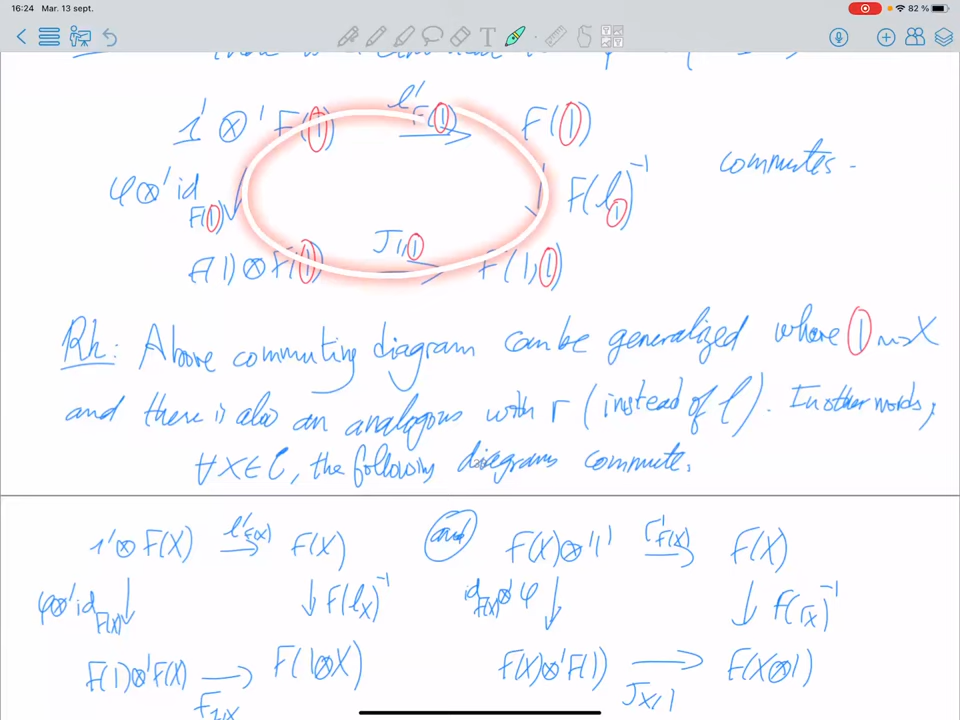 16:24 Mar. 13 sept. 82 %
1' ⊗' F(1) l'F(1) F(1)
commutes.
φ⊗'id F(1) F(l1)⁻¹
F(1)⊗F(1) J1,1 F(1,1)
Rk: Above commuting diagram can be generalized where 1 ⇝ X
and there is also an analogous with r (instead of l). In other words,
∀X∈C, the following diagrams commute.
1'⊗F(X) l'F(X) F(X) and F(X)⊗'1' r'F(X) F(X)
φ⊗'id F(X) F(lX)⁻¹ id F(X)⊗'φ F(rX)⁻¹
F(1)⊗'F(X) F(1⊗X) F(X)⊗'F(1) F(X⊗1)
F1,X JX,1